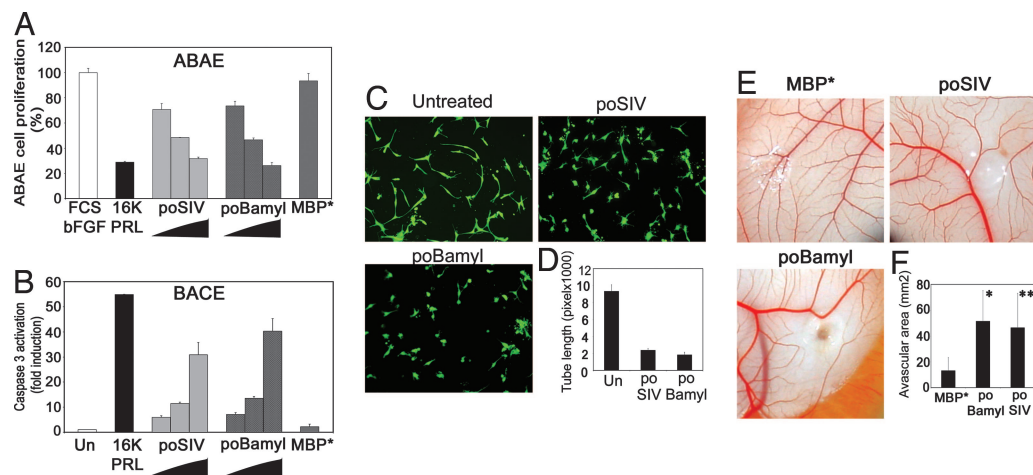 A
ABAE
ABAE cell proliferation
(%)
120
100
80
60
40
20
0
FCS
bFGF
16K
PRL
poSIV
poBamyl
MBP*
B
BACE
Caspase 3 activation
(fold induction)
60
50
40
30
20
10
0
Un
16K
PRL
poSIV
poBamyl
MBP*
C
Untreated
poSIV
poBamyl
D
Tube length (pixelx1000)
12
10
8
6
4
2
0
Un
po
SIV
po
Bamyl
E
MBP*
poSIV
poBamyl
F
Avascular area (mm2)
80
60
40
20
0
*
**
MBP*
po
Bamyl
po
SIV